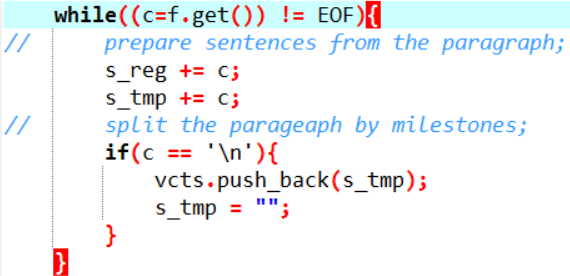 while((c=f.get()) != EOF){
// prepare sentences from the paragraph;
s_reg += c;
s_tmp += c;
// split the parageaph by milestones;
if(c == '\n'){
vcts.push_back(s_tmp);
s_tmp = "";
}
}